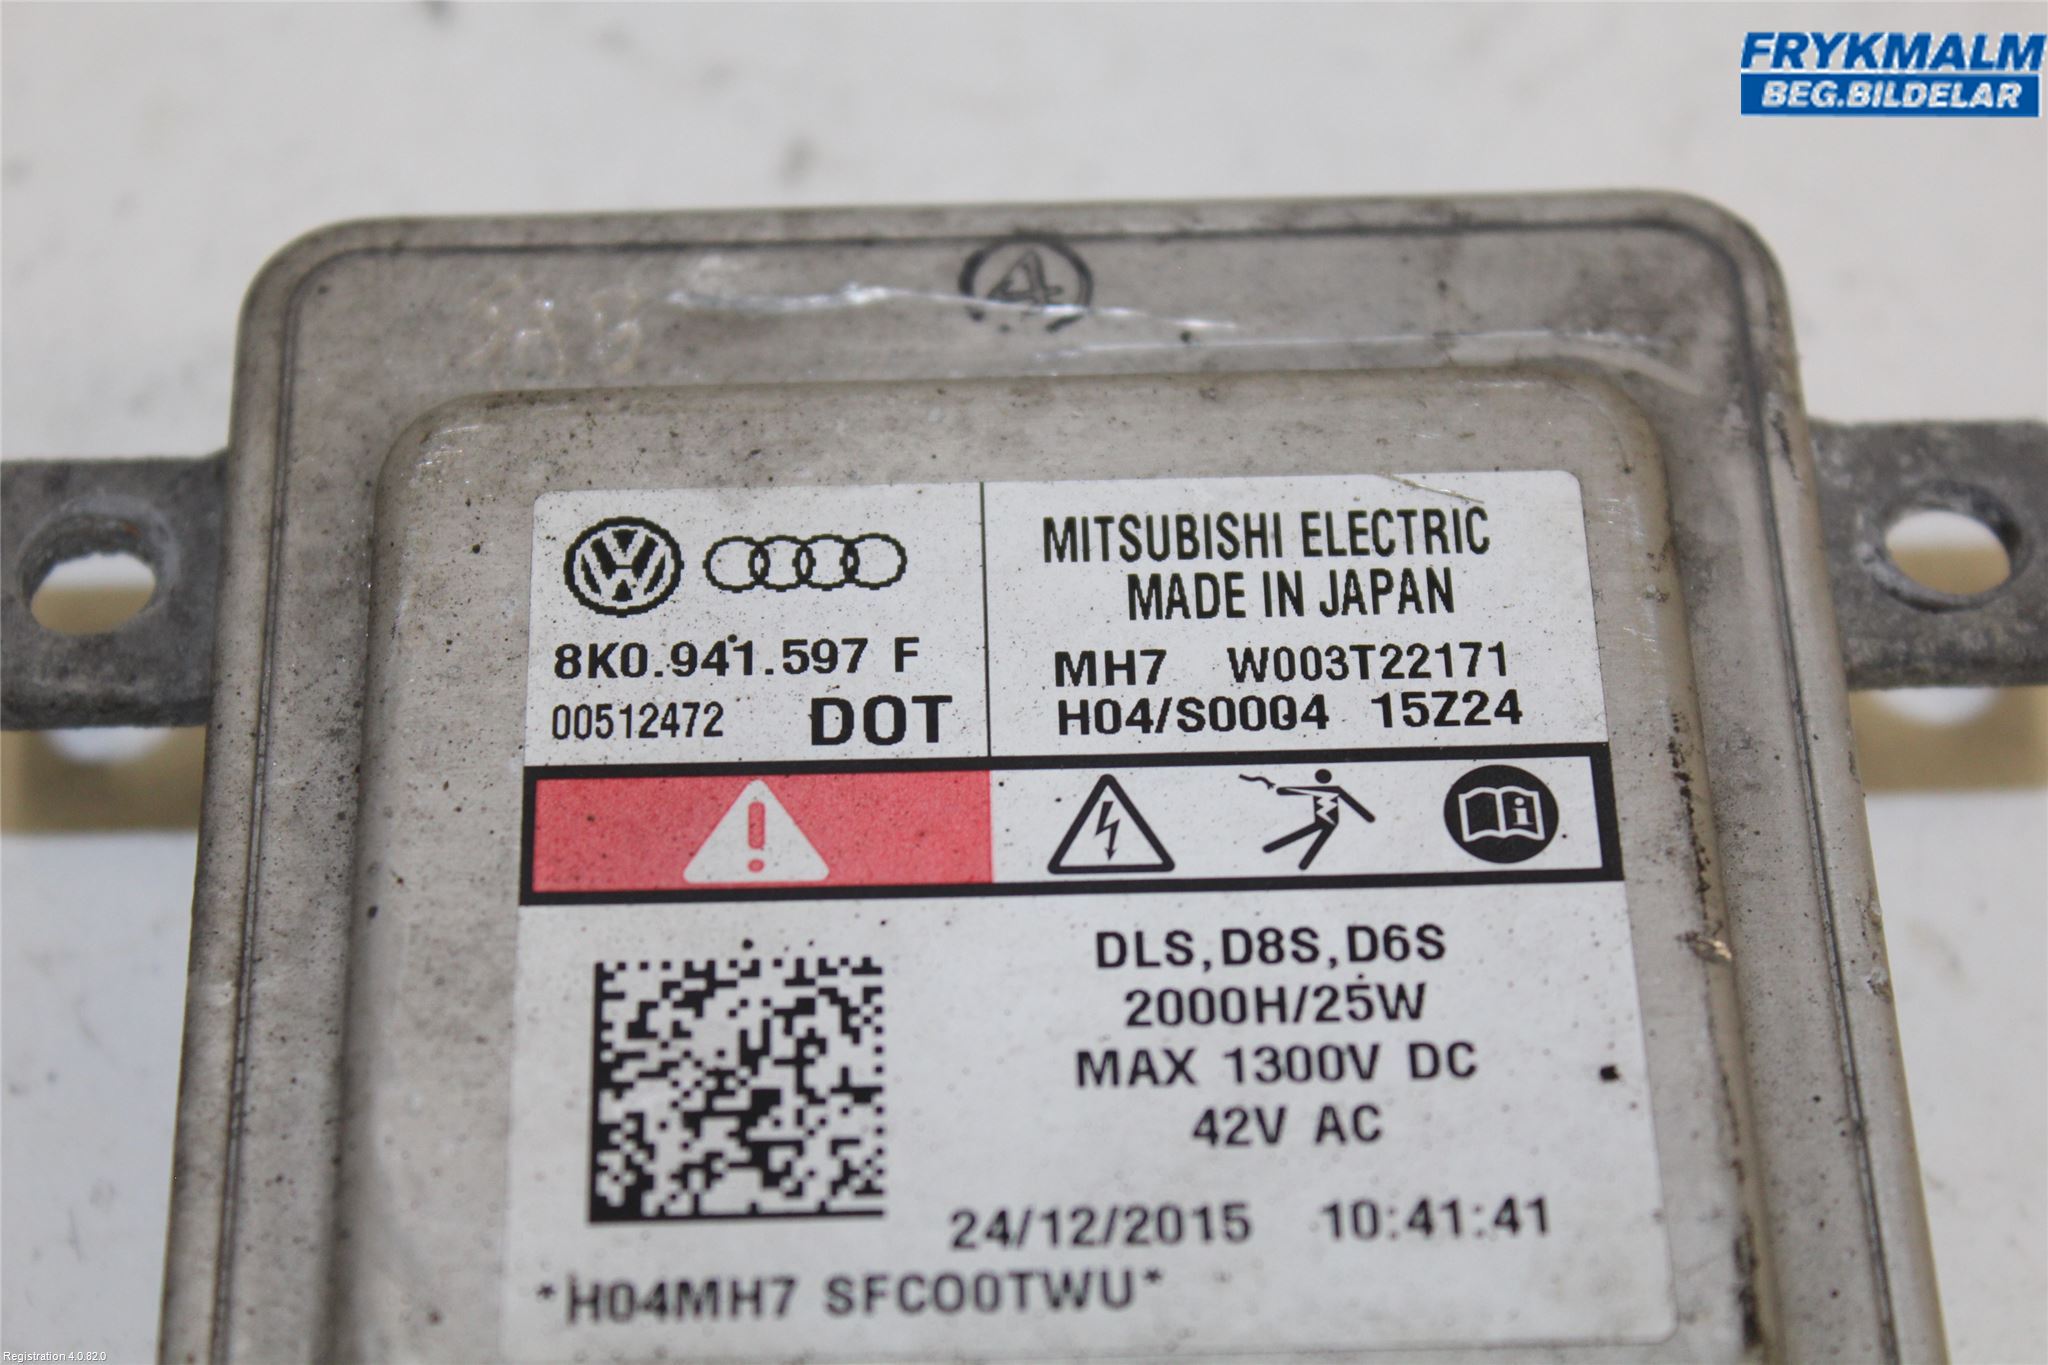 FRYKMALM
BEG.BILDELAR
4
8K0.941.597 F
00512472 DOT
MITSUBISHI ELECTRIC
MADE IN JAPAN
MH7 W003T22171
H04/S0004 15Z24
DLS,D8S,D6S
2000H/25W
MAX 1300V DC
42V AC
24/12/2015 10:41:41
*H04MH7 SFCO0TWU*
Registration 4.0.82.0